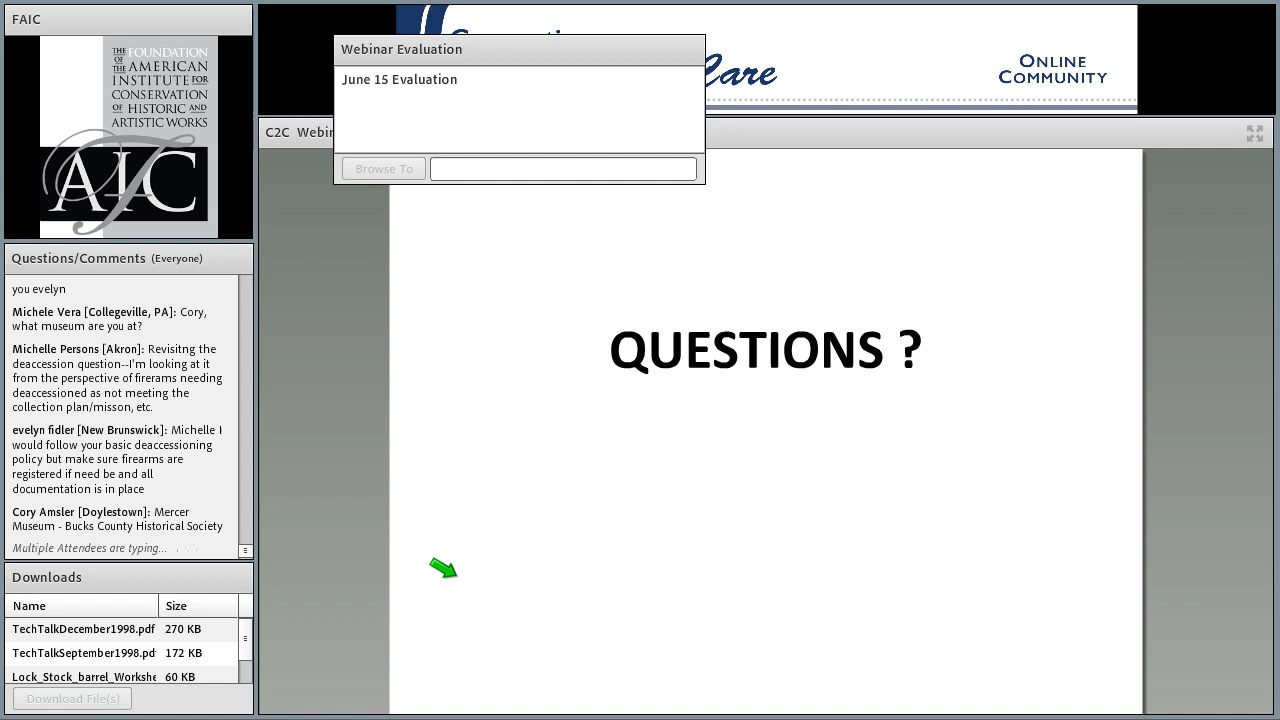 FAIC
THE FOUNDATION
OF THE AMERICAN
INSTITUTE FOR
CONSERVATION
OF HISTORIC AND
ARTISTIC WORKS
AIC
Questions/Comments (Everyone)
you evelyn
Michele Vera [Collegeville, PA]: Cory,
what museum are you at?
Michelle Persons [Akron]: Revisitng the
deaccession question--I'm looking at it
from the perspective of firerams needing
deaccessioned as not meeting the
collection plan/misson, etc.
evelyn fidler [New Brunswick]: Michelle I
would follow your basic deaccessioning
policy but make sure firearms are
registered if need be and all
documentation is in place
Cory Amsler [Doylestown]: Mercer
Museum - Bucks County Historical Society
Multiple Attendees are typing...
Downloads
Name Size
TechTalkDecember1998.pdf 270 KB
TechTalkSeptember1998.pd 172 KB
Lock_Stock_barrel_Workshe 60 KB
Download File(s)
Care
ONLINE
COMMUNITY
Webinar Evaluation
June 15 Evaluation
Browse To
C2C Webin
QUESTIONS ?